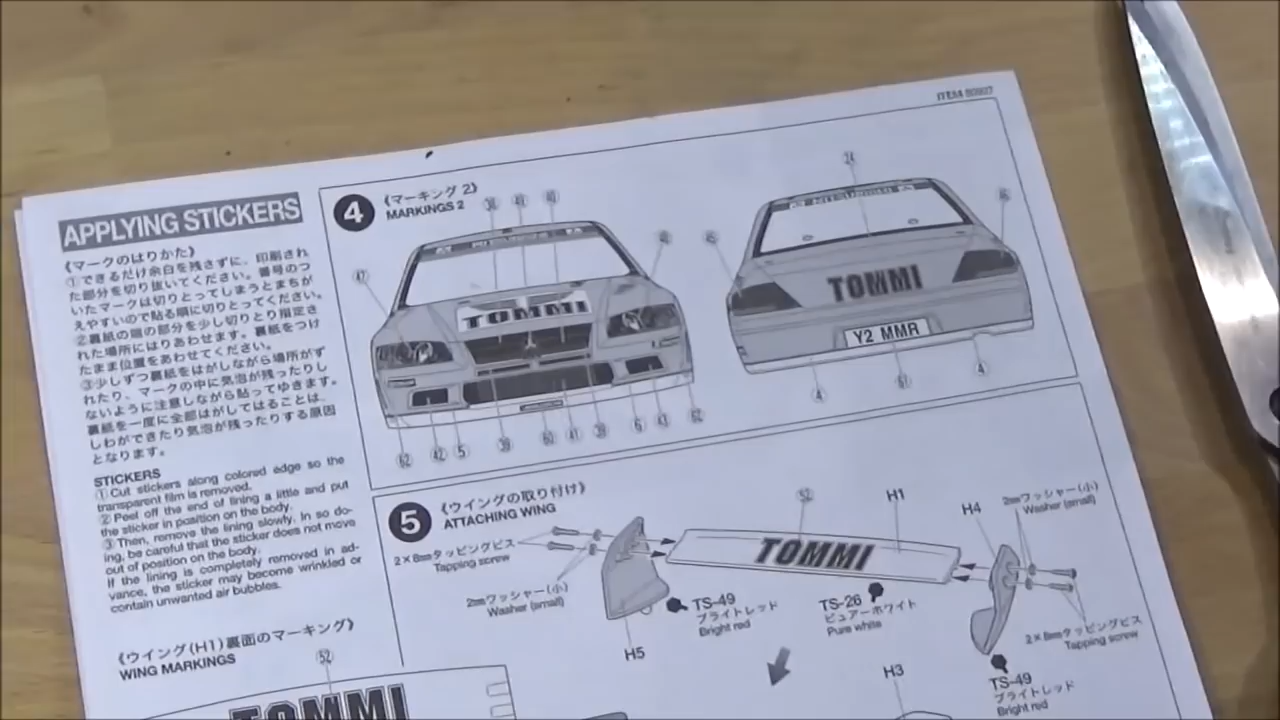 APPLYING STICKERS
《マークのはりかた》
①できるだけ余白を残さずに、印刷され
た部分を切り抜いてください。番号のつ
いたマークは切りとってしまうとまちが
えやすいので貼る順に切りとってください。
②裏紙の端の部分を少し切りとり指定さ
れた場所にはりあわせます。裏紙をつけ
たまま位置をあわせてください。
③少しずつ裏紙をはがしながら場所がず
れたり、マークの中に気泡が残ったりし
ないように注意しながら貼ってゆきます。
裏紙を一度に全部はがしてはることは、
しわができたり気泡が残ったりする原因
となります。
STICKERS
①Cut stickers along colored edge so the
transparent film is removed.
②Peel off the end of lining a little and put
the sticker in position on the body.
③Then, remove the lining slowly. In so do-
ing, be careful that the sticker does not move
out of position on the body.
If the lining is completely removed in ad-
vance, the sticker may become wrinkled or
contain unwanted air bubbles.
《ウイング(H1)裏面のマーキング》
WING MARKINGS
52
TOMMI
4
《マーキング 2》
MARKINGS 2
47
TOMMI
62 42 5 39 60 41 39 6 43 62
24
TOMMI
Y2 MMR
4 61 4
5
《ウイングの取り付け》
ATTACHING WING
2×8㎜タッピングビス
Tapping screw
2㎜ワッシャー(小)
Washer (small)
H5
TS-49
ブライトレッド
Bright red
52
H1
TOMMI
TS-26
ピュアーホワイト
Pure white
H4
2㎜ワッシャー(小)
Washer (small)
2×8㎜タッピングビス
Tapping screw
TS-49
ブライトレッド
Bright red
H3